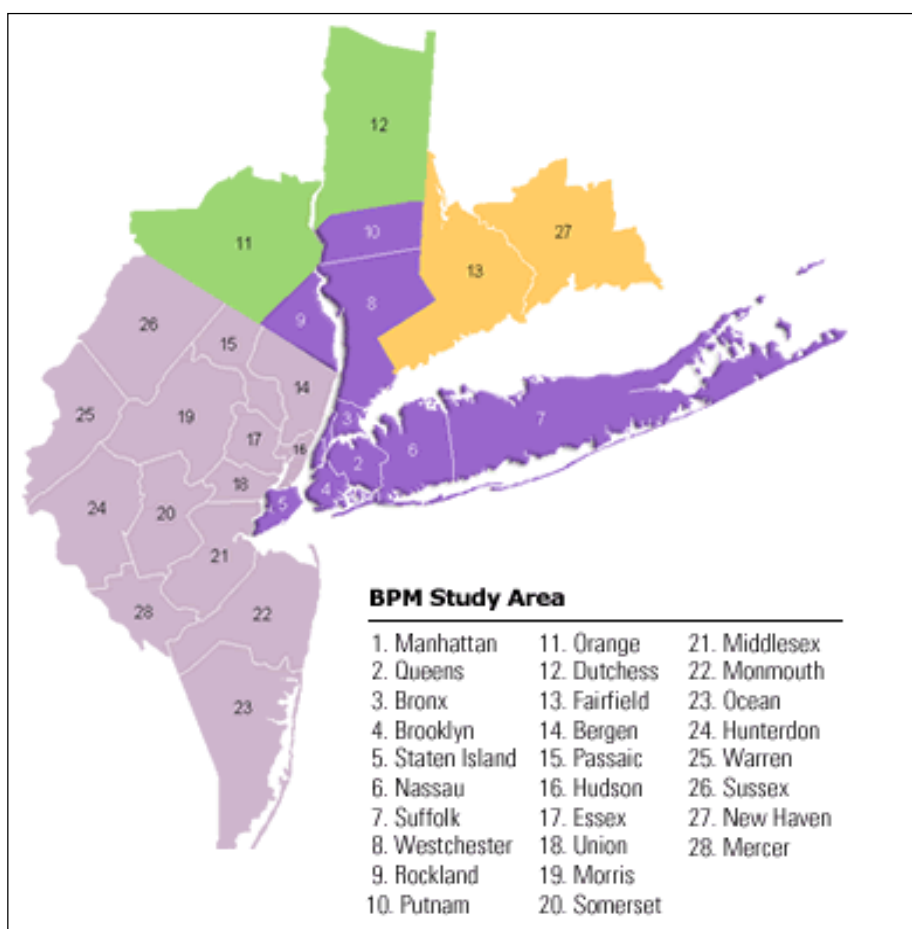 12
11
10
27
13
9
8
26
15
14
25
19
3
7
17
16
2
6
18
4
5
24
20
21
28
22
23
BPM Study Area
1. Manhattan
2. Queens
3. Bronx
4. Brooklyn
5. Staten Island
6. Nassau
7. Suffolk
8. Westchester
9. Rockland
10. Putnam
11. Orange
12. Dutchess
13. Fairfield
14. Bergen
15. Passaic
16. Hudson
17. Essex
18. Union
19. Morris
20. Somerset
21. Middlesex
22. Monmouth
23. Ocean
24. Hunterdon
25. Warren
26. Sussex
27. New Haven
28. Mercer